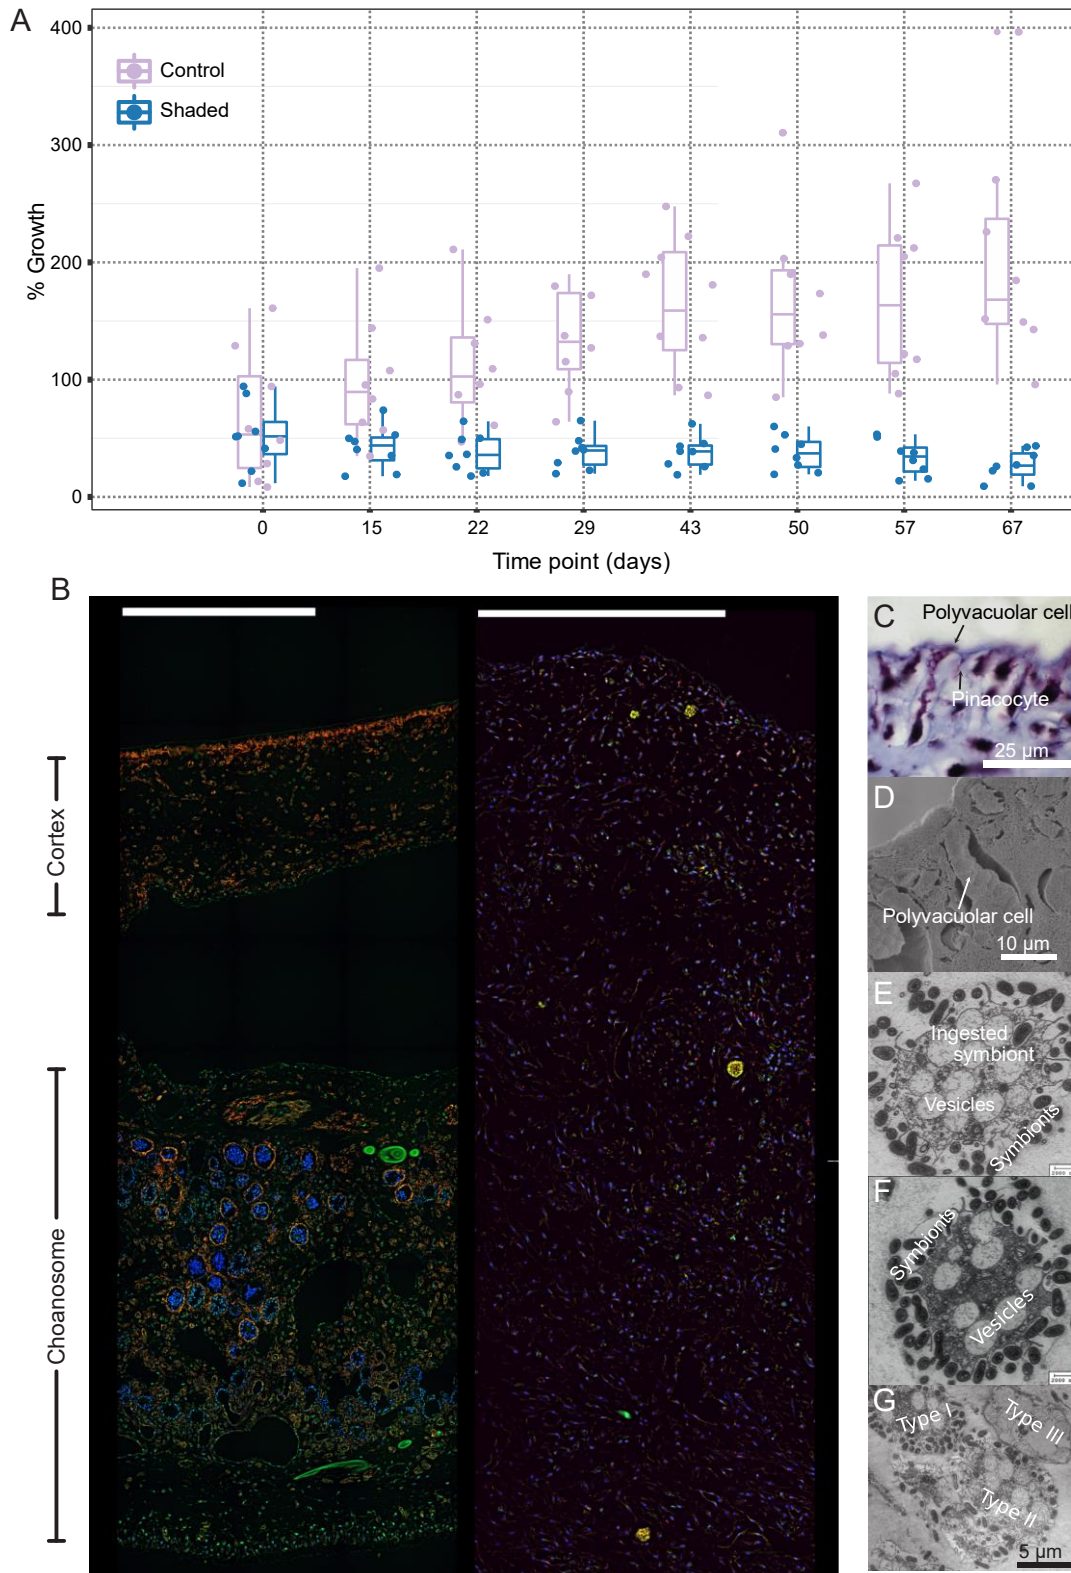 A
400
300
200
100
0
% Growth
Control
Shaded
0 15 22 29 43 50 57 67
Time point (days)
B
Cortex
Choanosome
C
Polyvacuolar cell
Pinacocyte
25 µm
D
Polyvacuolar cell
10 µm
E
Ingested
symbiont
Vesicles
Symbionts
F
Symbionts
Vesicles
G
Type I
Type III
Type II
5 µm